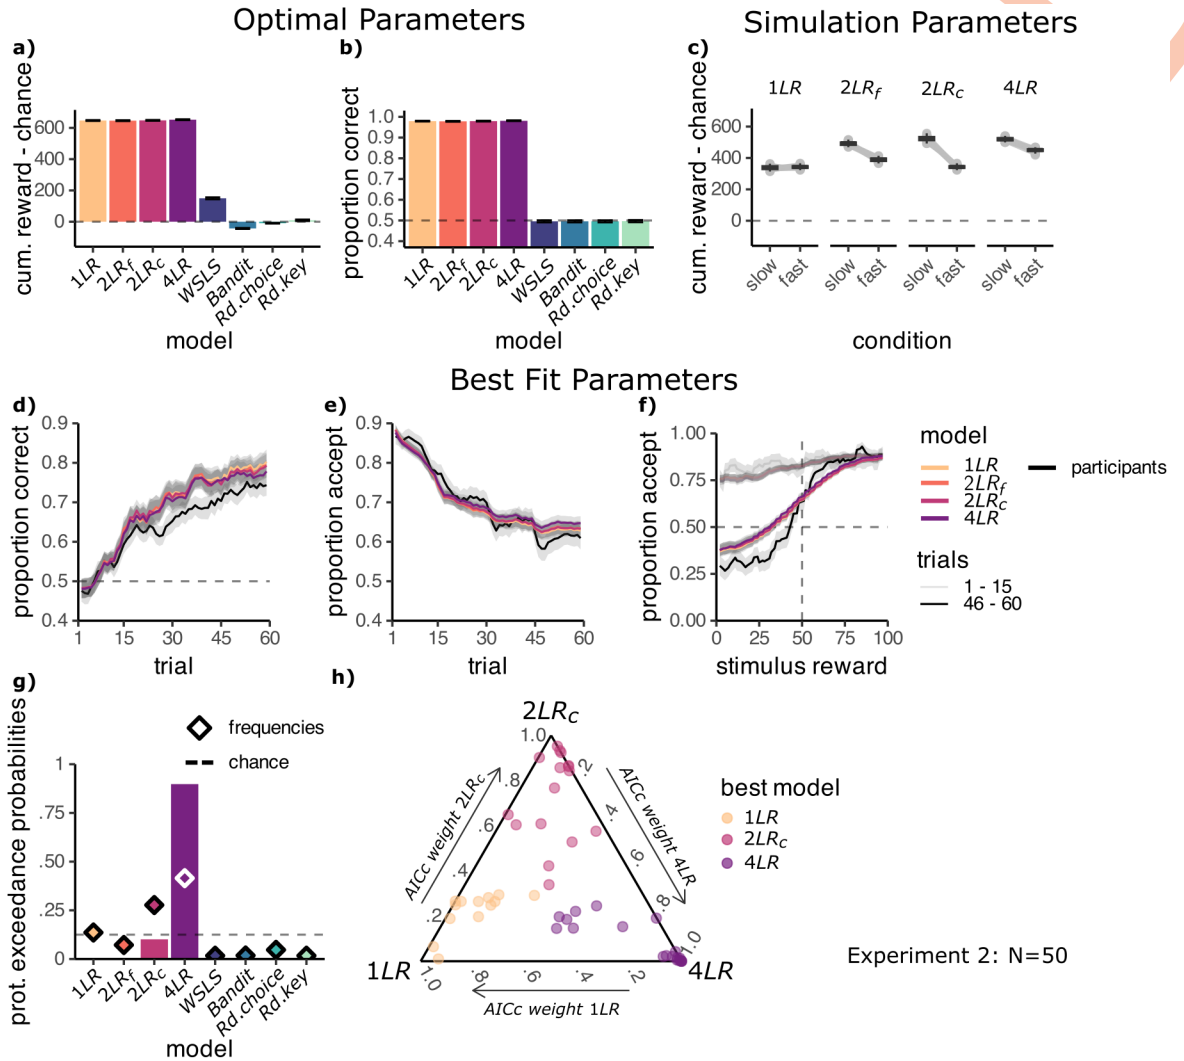 Optimal Parameters
Simulation Parameters
a)
cum. reward - chance
600
400
200
0
1LR
2LRf
2LRc
4LR
WSLS
Bandit
Rd.choice
Rd.key
model
b)
proportion correct
1.0
0.9
0.8
0.7
0.6
0.5
0.4
1LR
2LRf
2LRc
4LR
WSLS
Bandit
Rd.choice
Rd.key
model
c)
cum. reward - chance
1LR 2LRf 2LRc 4LR
600
400
200
0
slow fast slow fast slow fast slow fast
condition
Best Fit Parameters
d)
proportion correct
0.9
0.8
0.7
0.6
0.5
0.4
1 15 30 45 60
trial
e)
proportion accept
0.9
0.8
0.7
0.6
0.5
0.4
1 15 30 45 60
trial
f)
proportion accept
1.00
0.75
0.50
0.25
0.00
0 25 50 75 100
stimulus reward
model
1LR
2LRf
2LRc
4LR
participants
trials
1 - 15
46 - 60
g)
prot. exceedance probabilities
frequencies
chance
1
.75
.50
.25
0
1LR
2LRf
2LRc
4LR
WSLS
Bandit
Rd.choice
Rd.key
model
h)
2LRc
1.0
.8
.6
.4
.2
AICc weight 2LRc
.2
.4
.6
.8
1.0
AICc weight 4LR
1LR
4LR
1.0
.8
.6
.4
.2
AICc weight 1LR
best model
1LR
2LRc
4LR
Experiment 2: N=50